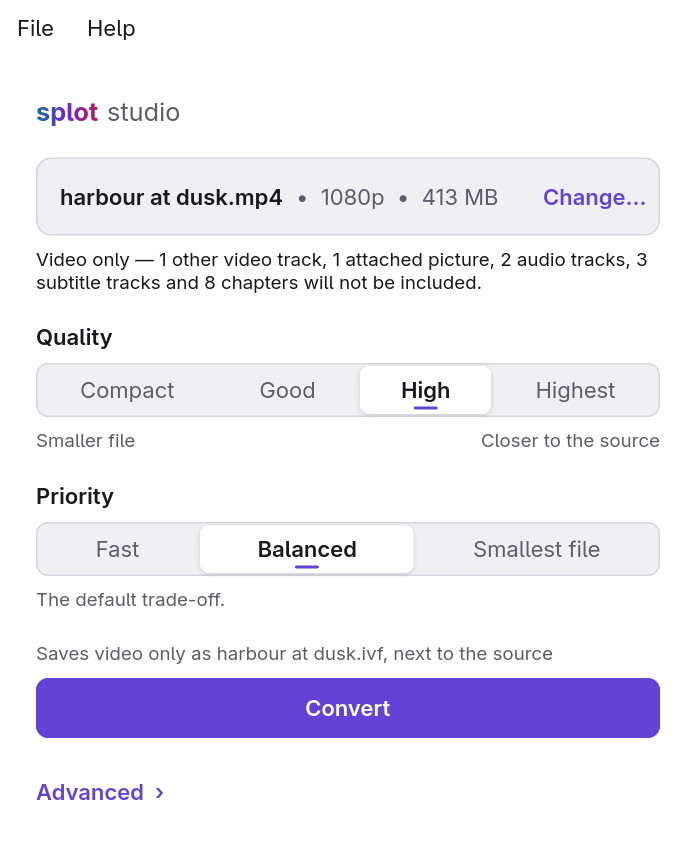 File Help
splot studio
harbour at dusk.mp4 • 1080p • 413 MB Change...
Video only — 1 other video track, 1 attached picture, 2 audio tracks, 3
subtitle tracks and 8 chapters will not be included.
Quality
Compact Good High Highest
Smaller file Closer to the source
Priority
Fast Balanced Smallest file
The default trade-off.
Saves video only as harbour at dusk.ivf, next to the source
Convert
Advanced ›